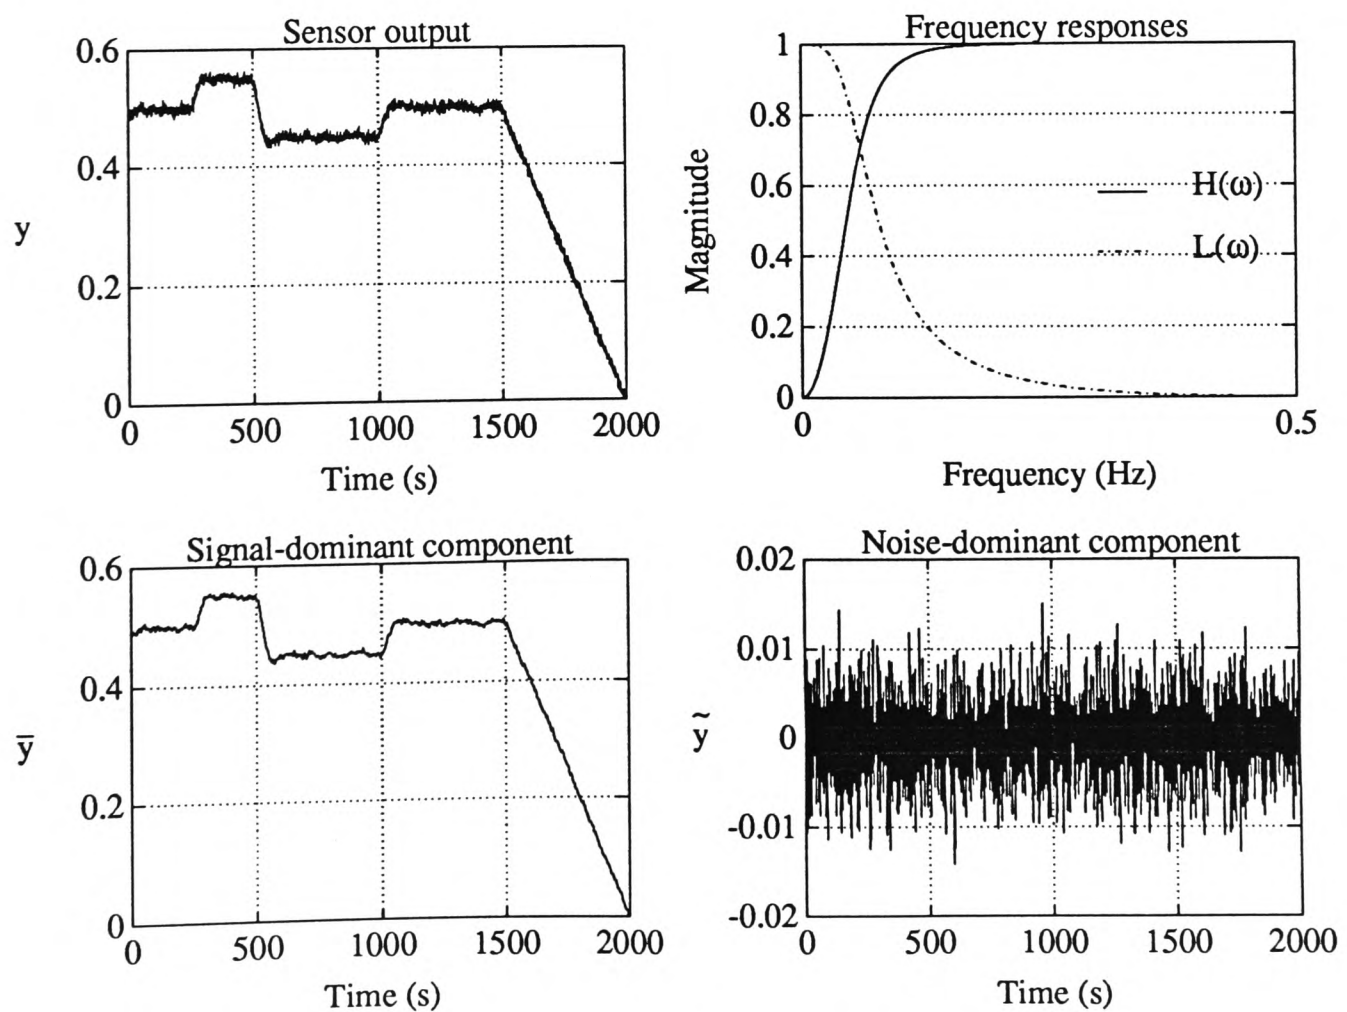 Sensor output
0.6
0.4
y
0.2
0
0 500 1000 1500 2000
Time (s)
Frequency responses
1
0.8
Magnitude
0.6
0.4
0.2
0
H(ω)
L(ω)
0 0.5
Frequency (Hz)
Signal-dominant component
0.6
0.4
ȳ
0.2
0
0 500 1000 1500 2000
Time (s)
Noise-dominant component
0.02
0.01
ỹ
0
-0.01
-0.02
0 500 1000 1500 2000
Time (s)